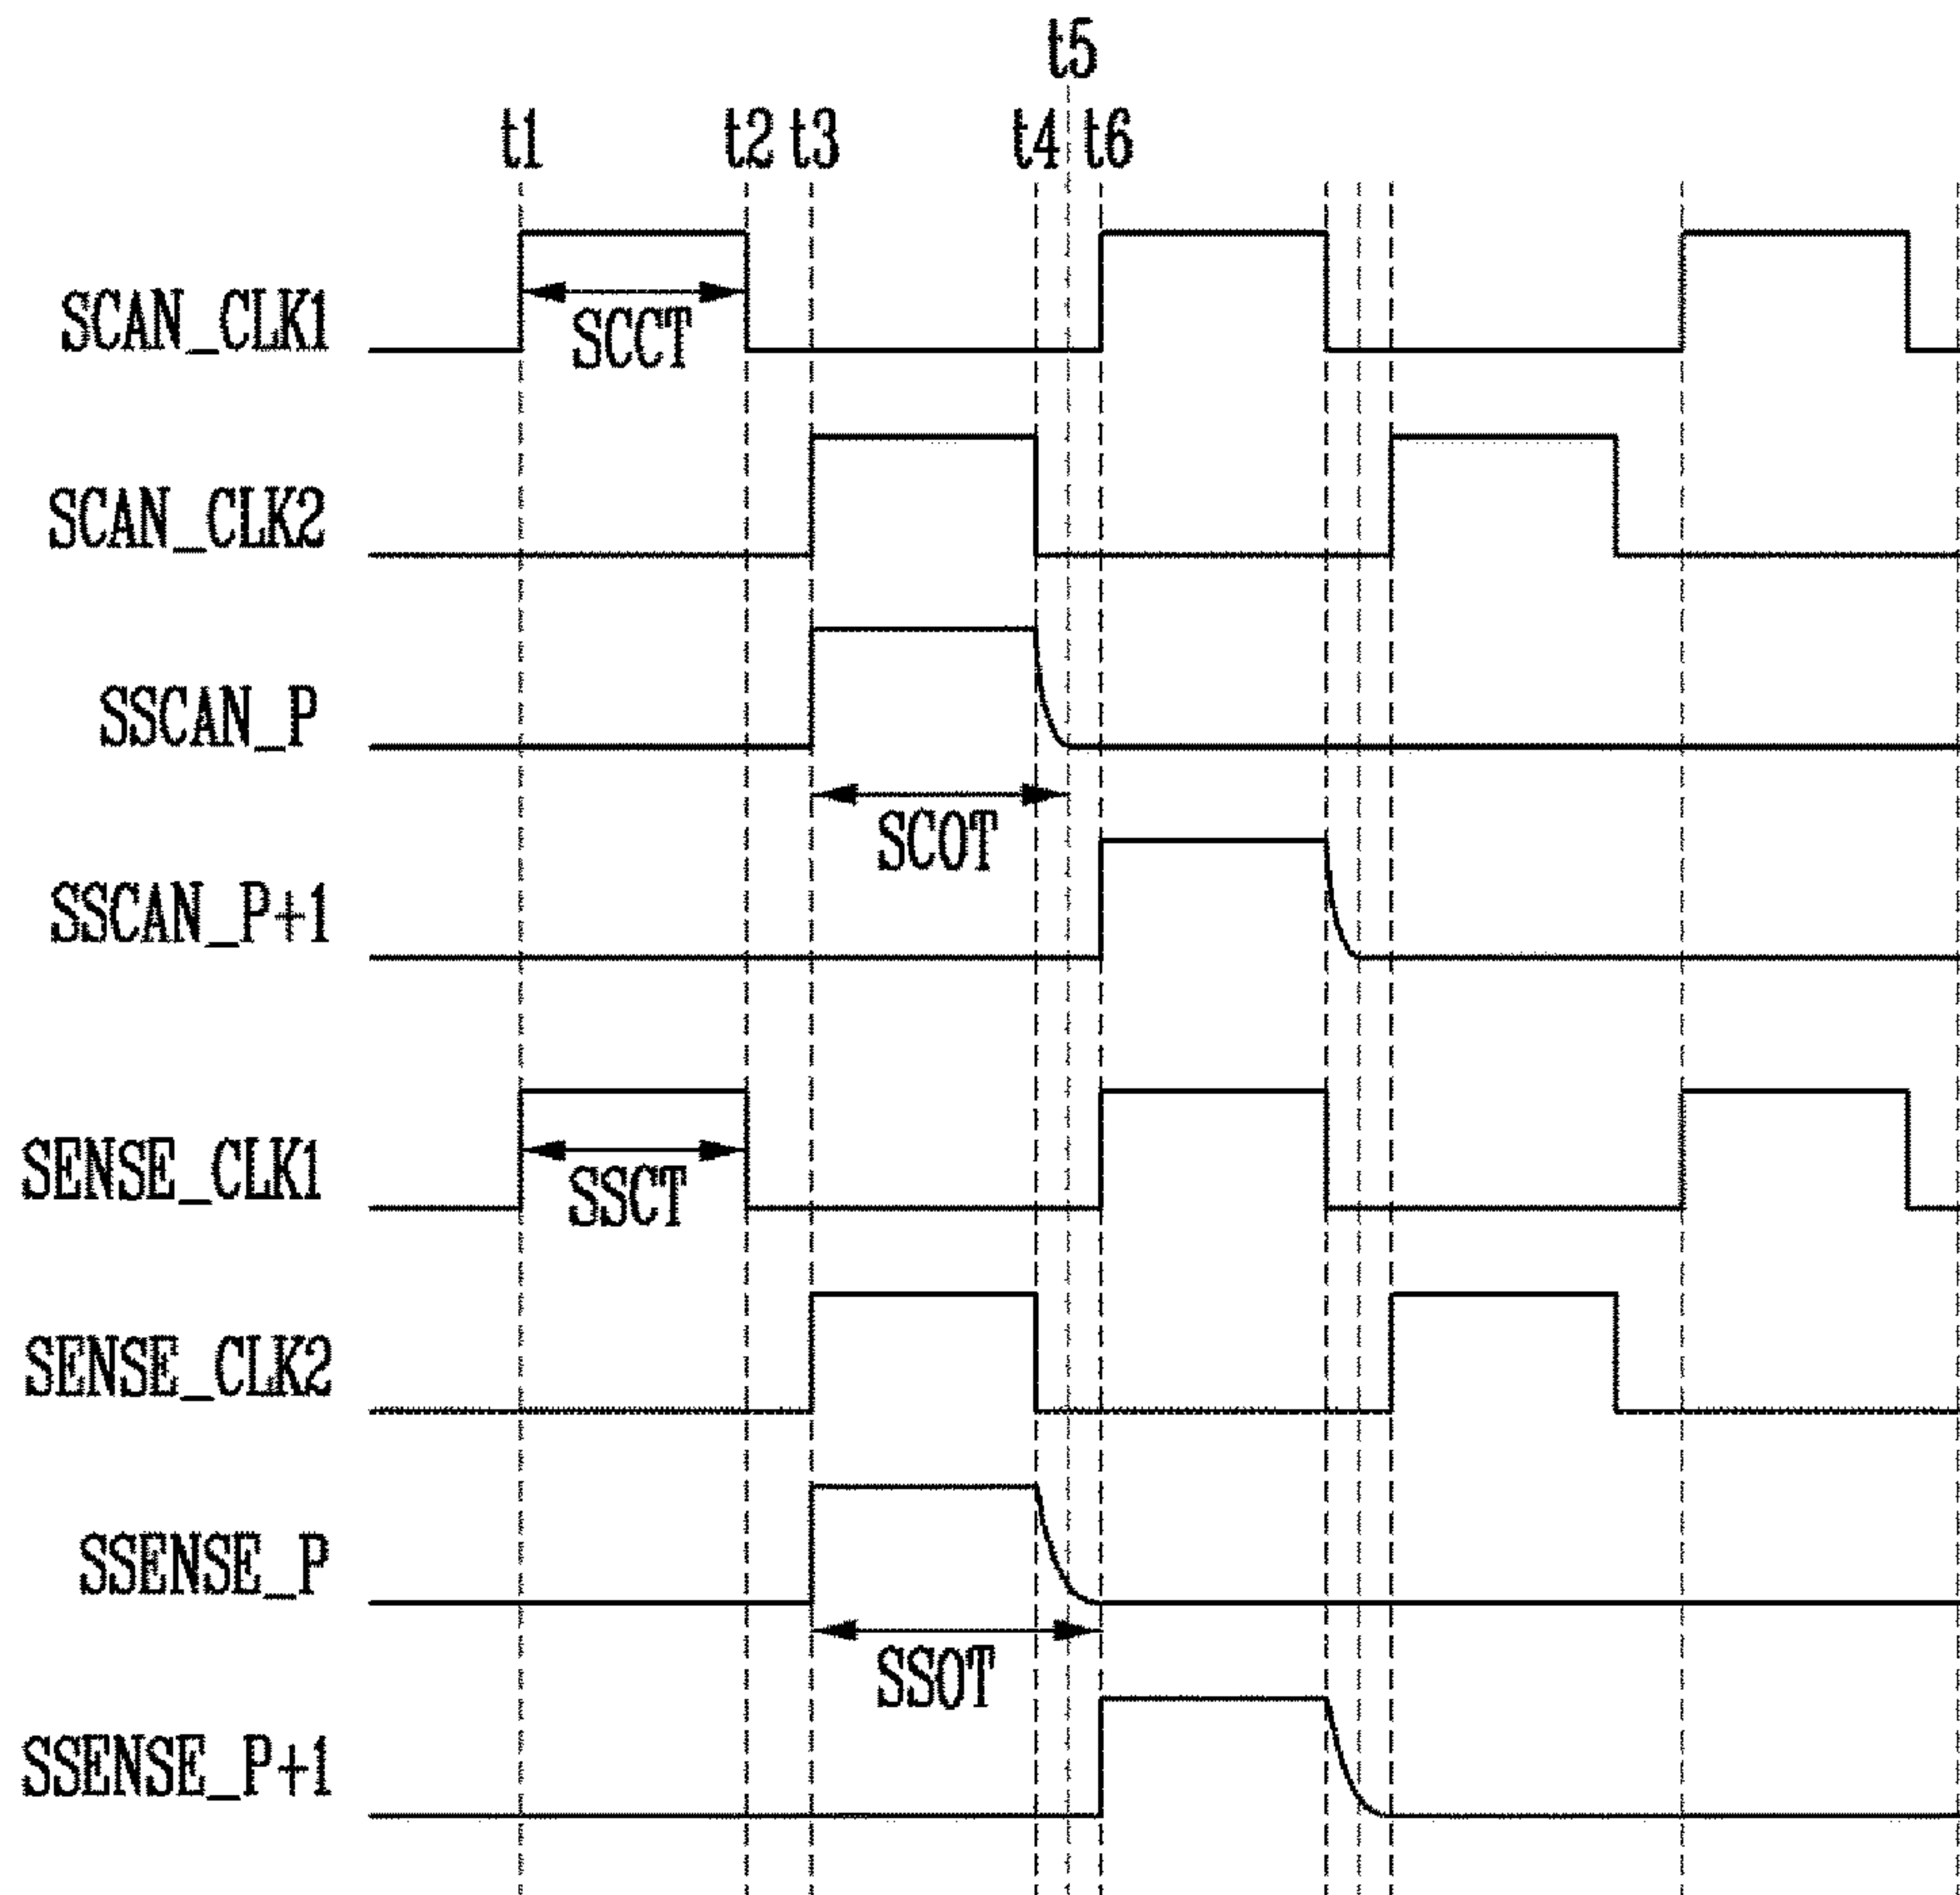 t5
t1 t2 t3 t4 t6
SCAN_CLK1
SCCT
SCAN_CLK2
SSCAN_P
SCOT
SSCAN_P+1
SENSE_CLK1
SSCT
SENSE_CLK2
SSENSE_P
SSOT
SSENSE_P+1